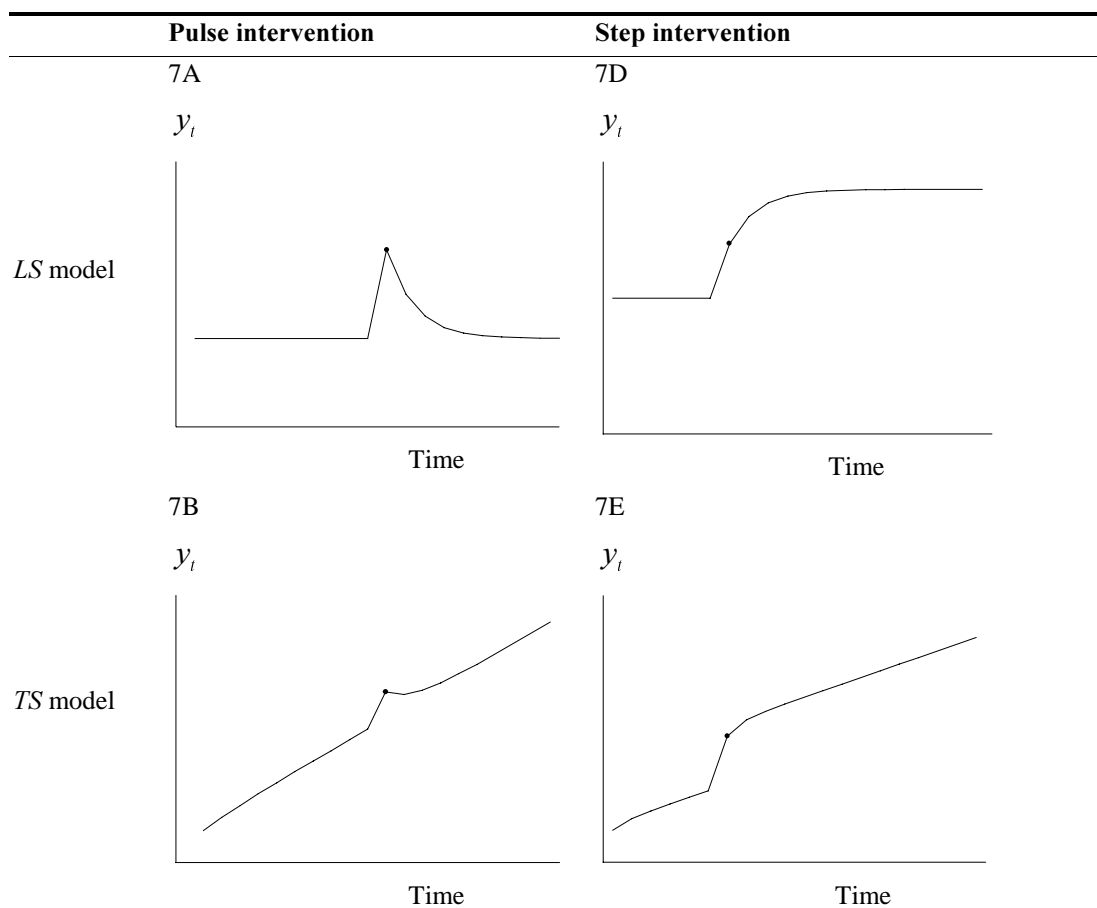 Pulse intervention Step intervention
7A 7D
y_t y_t
LS model
Time Time
7B 7E
y_t y_t
TS model
Time Time